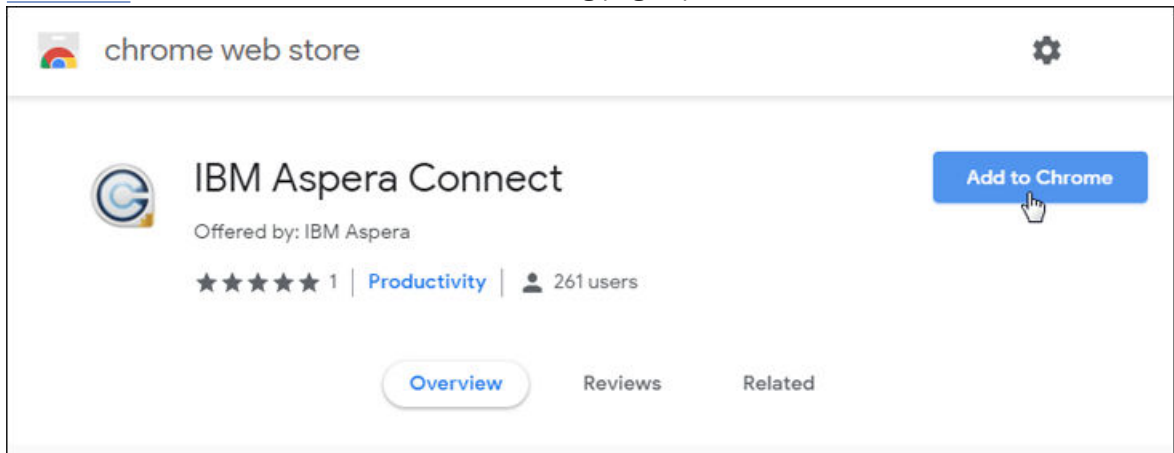 chrome web store
IBM Aspera Connect
Add to Chrome
Offered by: IBM Aspera
★★★★★ 1 | Productivity | 261 users
Overview Reviews Related